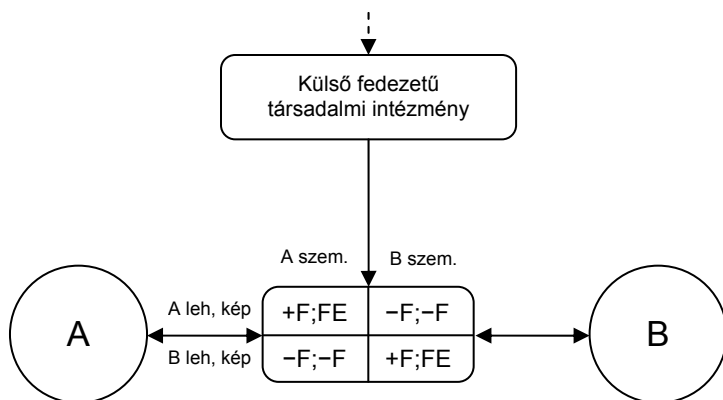 Külső fedezetű
társadalmi intézmény
A szem. B szem.
A
A leh, kép
B leh, kép
+F;FE −F;−F
−F;−F +F;FE
B